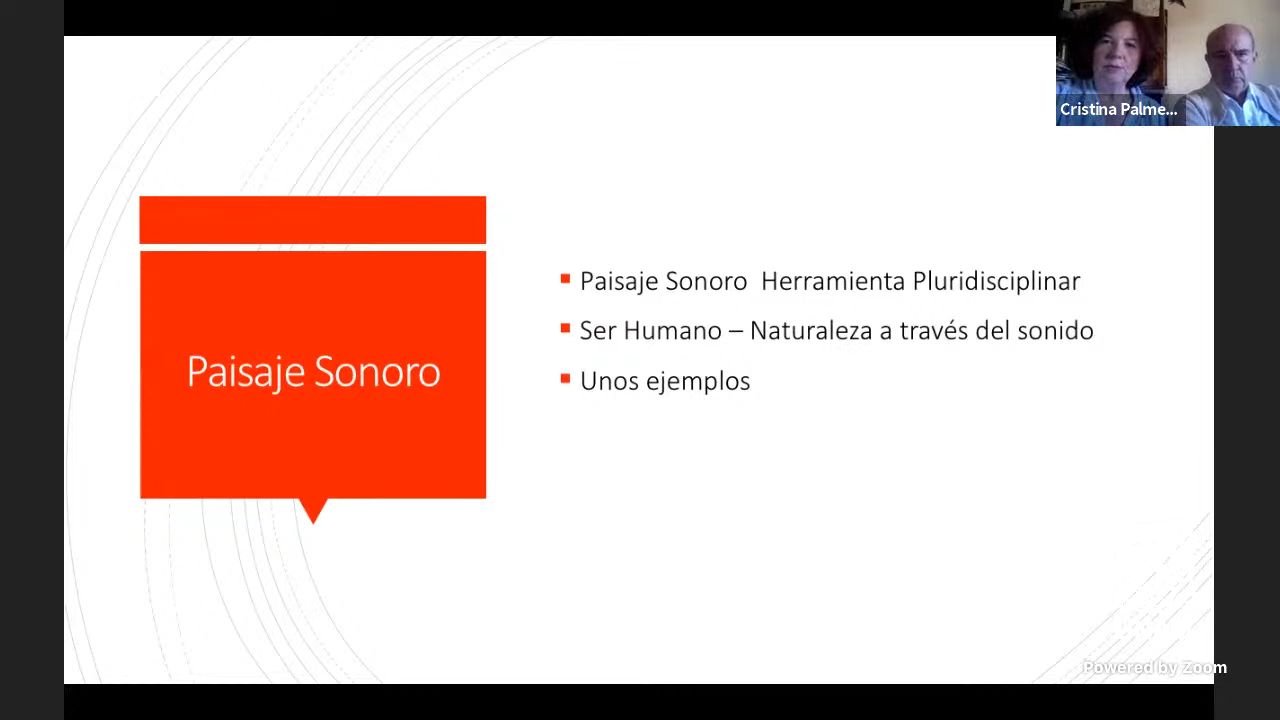 Cristina Palme...
Paisaje Sonoro
Paisaje Sonoro Herramienta Pluridisciplinar
Ser Humano – Naturaleza a través del sonido
Unos ejemplos
Powered by Zoom